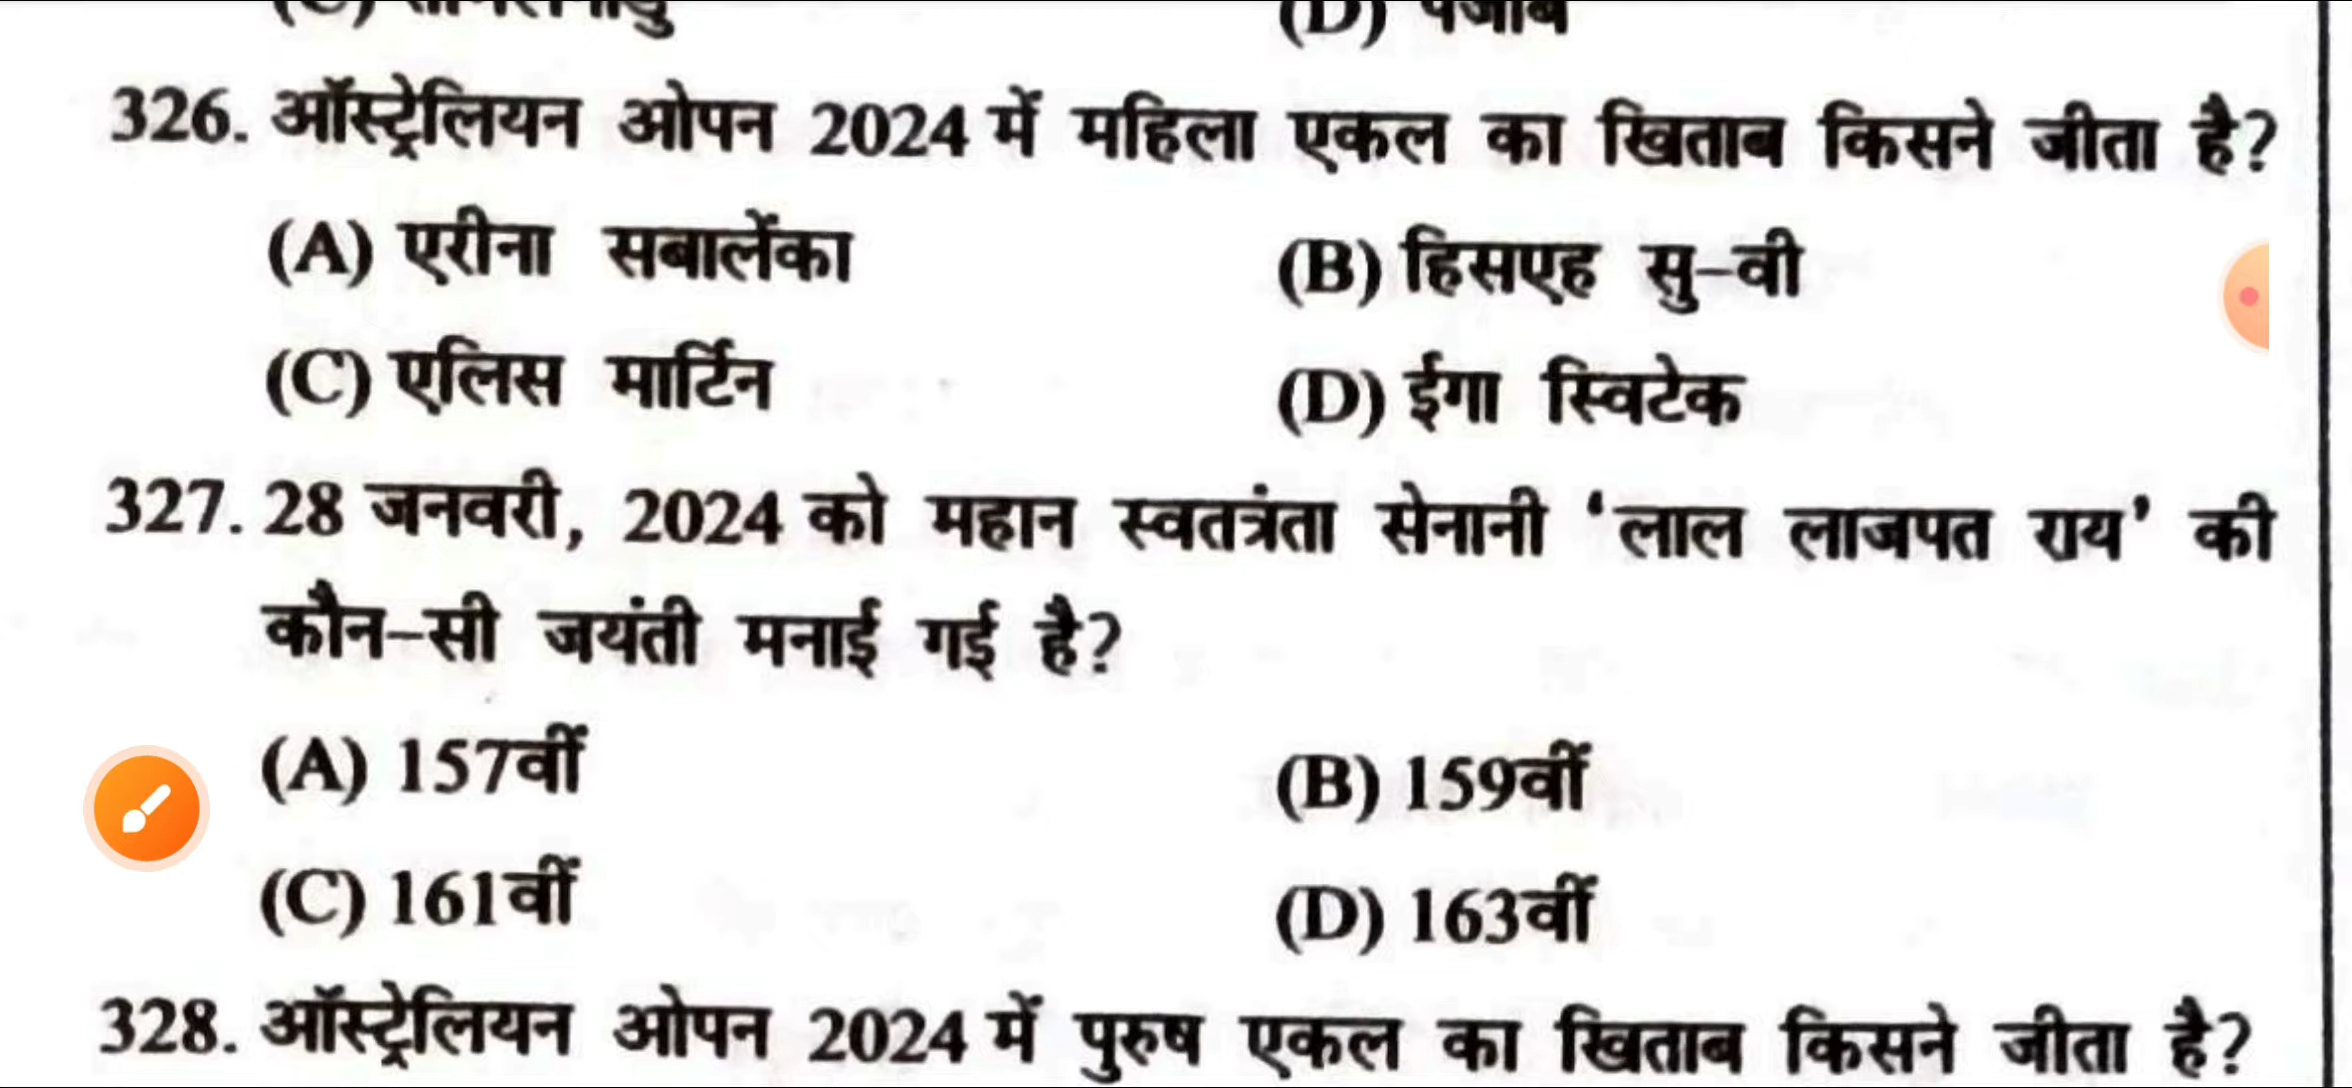 (D) पंजाब
326. ऑस्ट्रेलियन ओपन 2024 में महिला एकल का खिताब किसने जीता है?
(A) एरीना सबालेंका (B) हिसएह सु-वी
(C) एलिस मार्टिन (D) ईगा स्विटेक
327. 28 जनवरी, 2024 को महान स्वतत्रंता सेनानी ‘लाल लाजपत राय’ की
कौन-सी जयंती मनाई गई है?
(A) 157वीं (B) 159वीं
(C) 161वीं (D) 163वीं
328. ऑस्ट्रेलियन ओपन 2024 में पुरुष एकल का खिताब किसने जीता है?